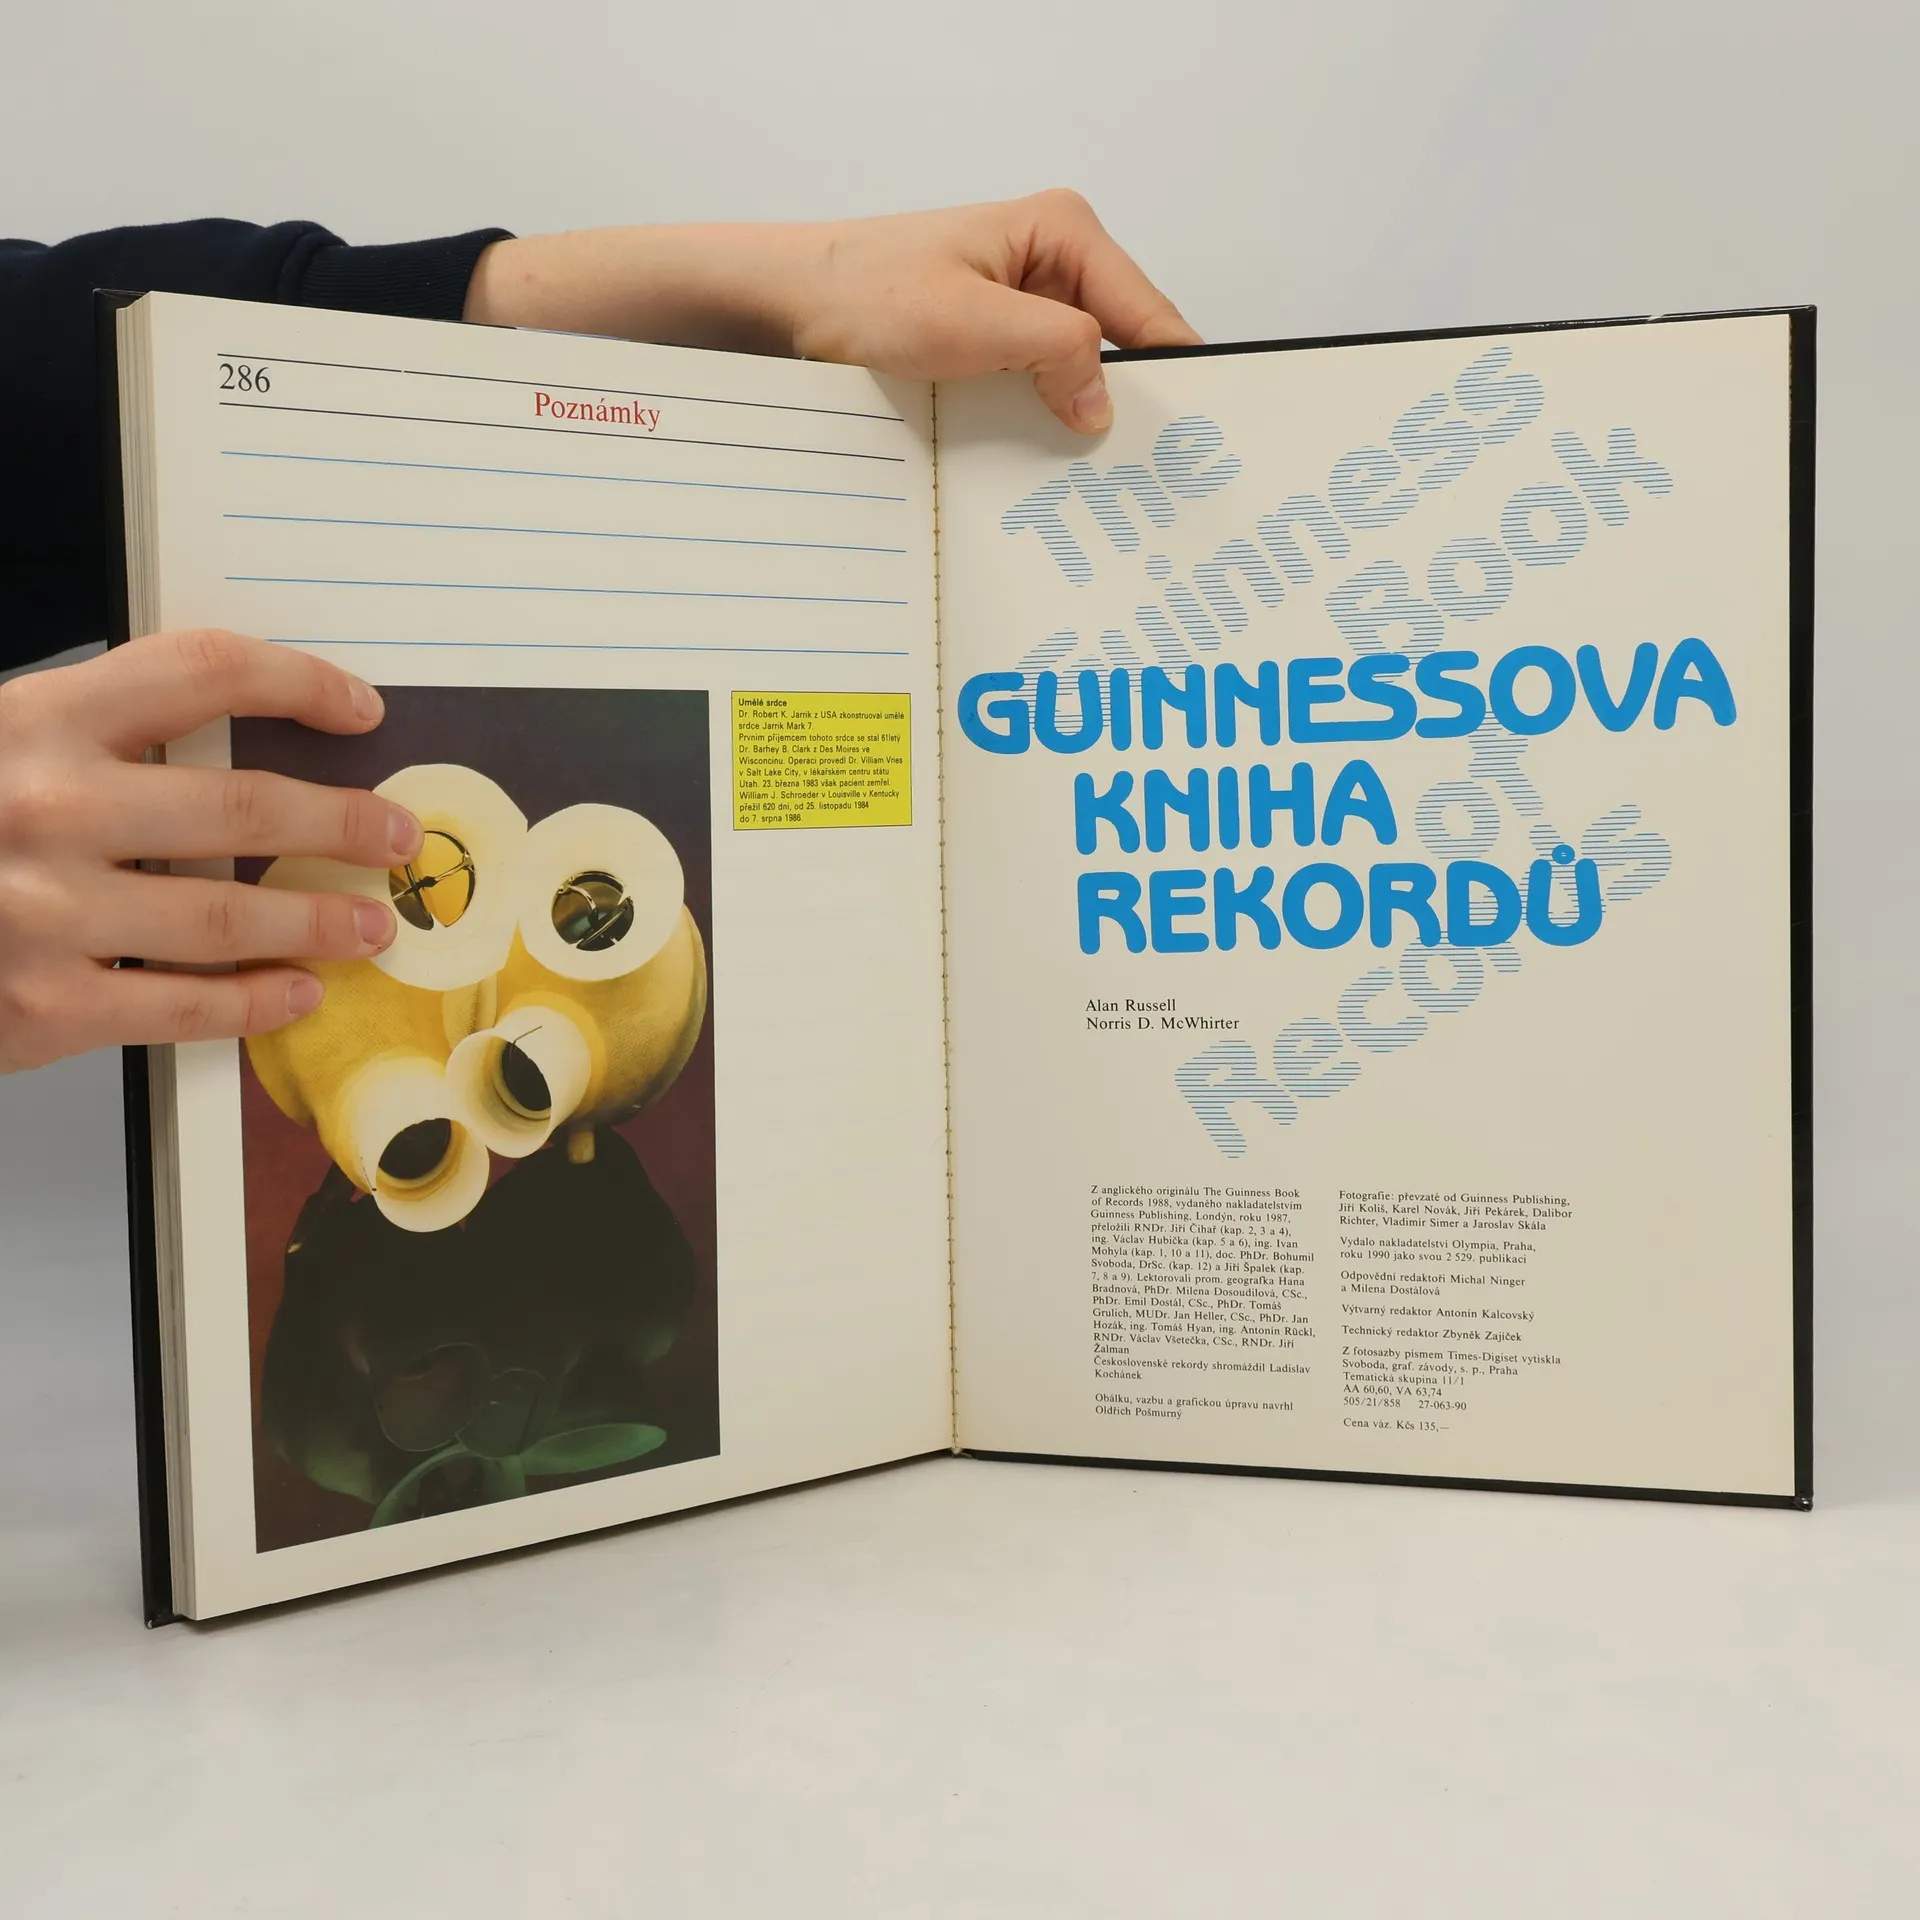 286
Poznámky
Umělé srdce
Dr. Robert K. Jarrik z USA zkonstruoval umělé
srdce Jarrik Mark 7.
Prvním příjemcem tohoto srdce se stal 61letý
Dr. Barhey B. Clark z Des Moires ve
Wisconcinu. Operaci provedl Dr. Villiam Vries
v Salt Lake City, v lékařském centru státu
Utah. 23. března 1983 však pacient zemřel.
William J. Schroeder v Louisville v Kentucky
přežil 620 dní, od 25. listopadu 1984
do 7. srpna 1986.
The
Guinness
Book
of
Records
GUINNESSOVA
KNIHA
REKORDŮ
Alan Russell
Norris D. McWhirter
Z anglického originálu The Guinness Book
of Records 1988, vydaného nakladatelstvím
Guinness Publishing, Londýn, roku 1987,
přeložili RNDr. Jiří Čihař (kap. 2, 3 a 4),
ing. Václav Hubička (kap. 5 a 6), ing. Ivan
Mohyla (kap. 1, 10 a 11), doc. PhDr. Bohumil
Svoboda, DrSc. (kap. 12) a Jiří Špalek (kap.
7, 8 a 9). Lektorovali prom. geografka Hana
Bradnová, PhDr. Milena Dosoudilová, CSc.,
PhDr. Emil Dostál, CSc., PhDr. Tomáš
Grulich, MUDr. Jan Heller, CSc., PhDr. Jan
Hozák, ing. Tomáš Hyan, ing. Antonín Rückl,
RNDr. Václav Všetečka, CSc., RNDr. Jiří
Žalman
Československé rekordy shromáždil Ladislav
Kochánek
Obálku, vazbu a grafickou úpravu navrhl
Oldřich Pošmurný
Fotografie: převzaté od Guinness Publishing,
Jiří Koliš, Karel Novák, Jiří Pekárek, Dalibor
Richter, Vladimír Simer a Jaroslav Skála
Vydalo nakladatelství Olympia, Praha,
roku 1990 jako svou 2 529. publikaci
Odpovědní redaktoři Michal Ninger
a Milena Dostálová
Výtvarný redaktor Antonín Kalcovský
Technický redaktor Zbyněk Zajíček
Z fotosazby písmem Times-Digiset vytiskla
Svoboda, graf. závody, s. p., Praha
Tematická skupina 11/1
AA 60,60, VA 63,74
505/21/858 27-063-90
Cena váz. Kčs 135,—